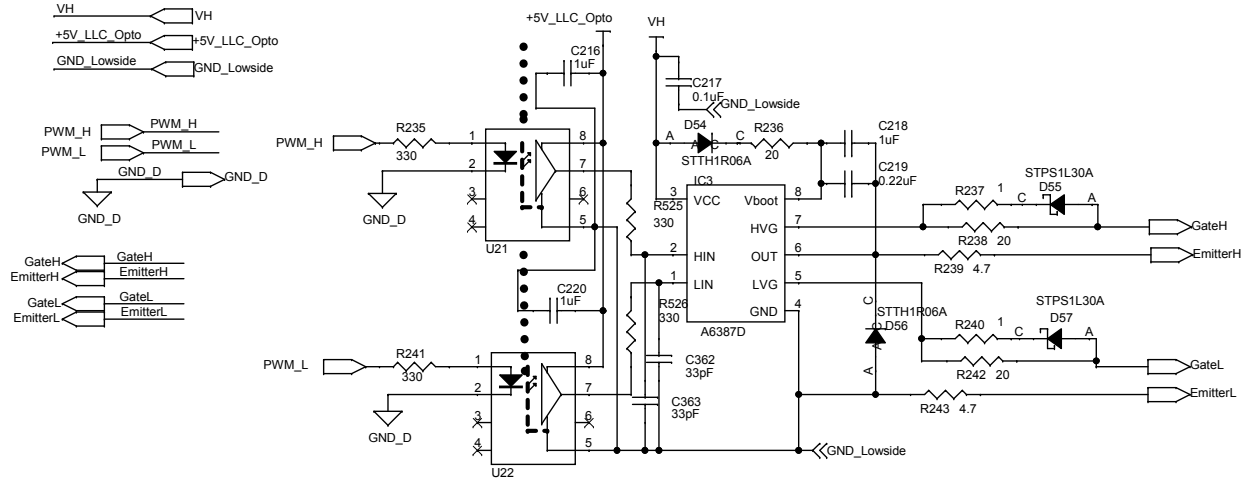 VH
VH
+5V_LLC_Opto
+5V_LLC_Opto
GND_Lowside
GND_Lowside
PWM_H
PWM_H
PWM_L
PWM_L
GND_D
GND_D
GND_D
GateH
GateH
EmitterH
EmitterH
GateL
GateL
EmitterL
EmitterL
+5V_LLC_Opto
C216
1uF
PWM_H
R235
330
1
2
3
4
8
7
6
5
U21
GND_D
C220
1uF
PWM_L
R241
330
1
2
3
4
8
7
6
5
U22
GND_D
R525
330
R526
330
C362
33pF
C363
33pF
VH
C217
0.1uF
GND_Lowside
D54
A
A
C
C
STTH1R06A
R236
20
C218
1uF
C219
0.22uF
IC3
3
VCC
2
HIN
1
LIN
Vboot
8
HVG
7
OUT
6
LVG
5
GND
4
A6387D
R237
1
C
STPS1L30A
D55
A
R238
20
GateH
R239
4.7
EmitterH
C
STTH1R06A
A
C
D56
A
R240
1
C
STPS1L30A
D57
A
R242
20
GateL
R243
4.7
EmitterL
GND_Lowside